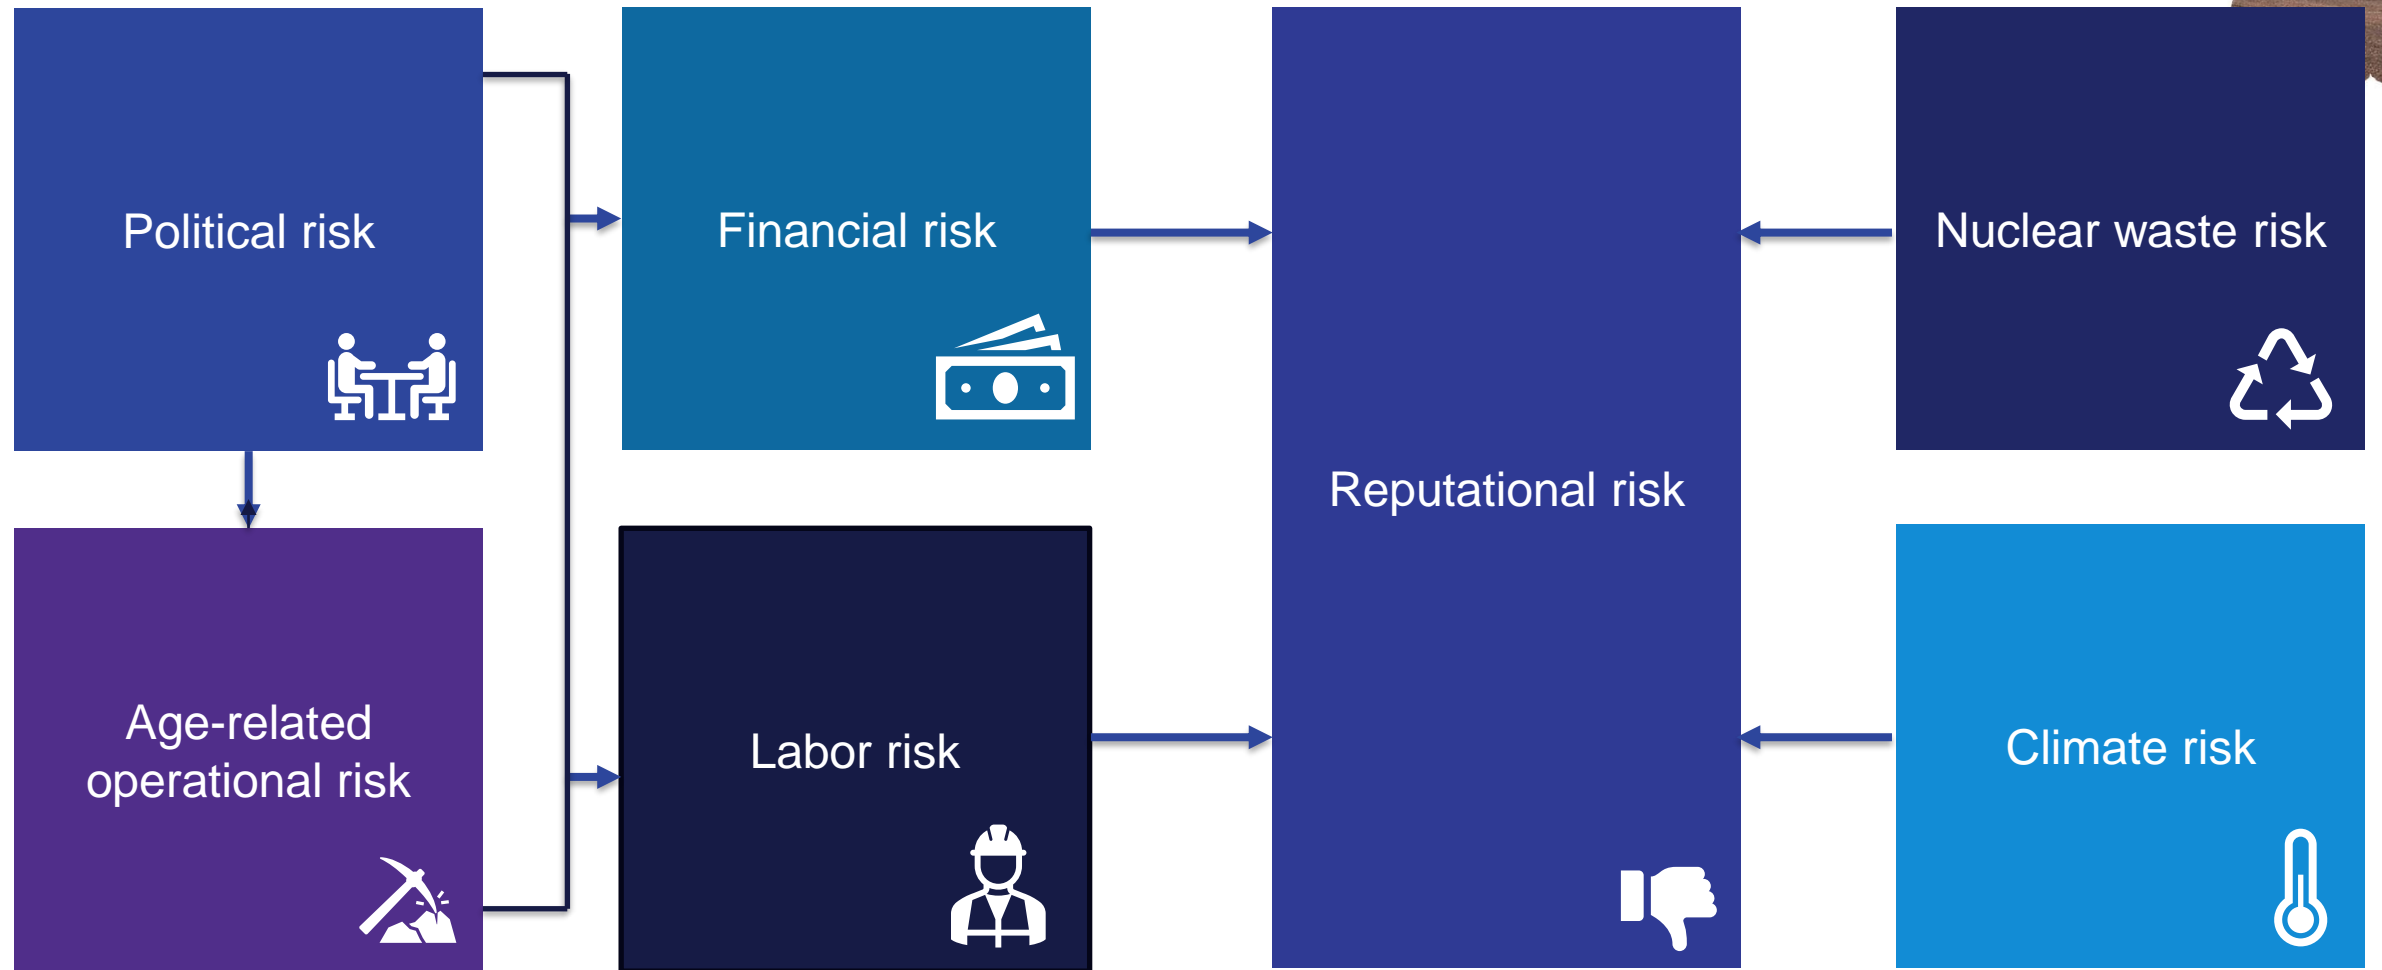 Political risk
Financial risk
Reputational risk
Nuclear waste risk
Age-related
operational risk
Labor risk
Climate risk